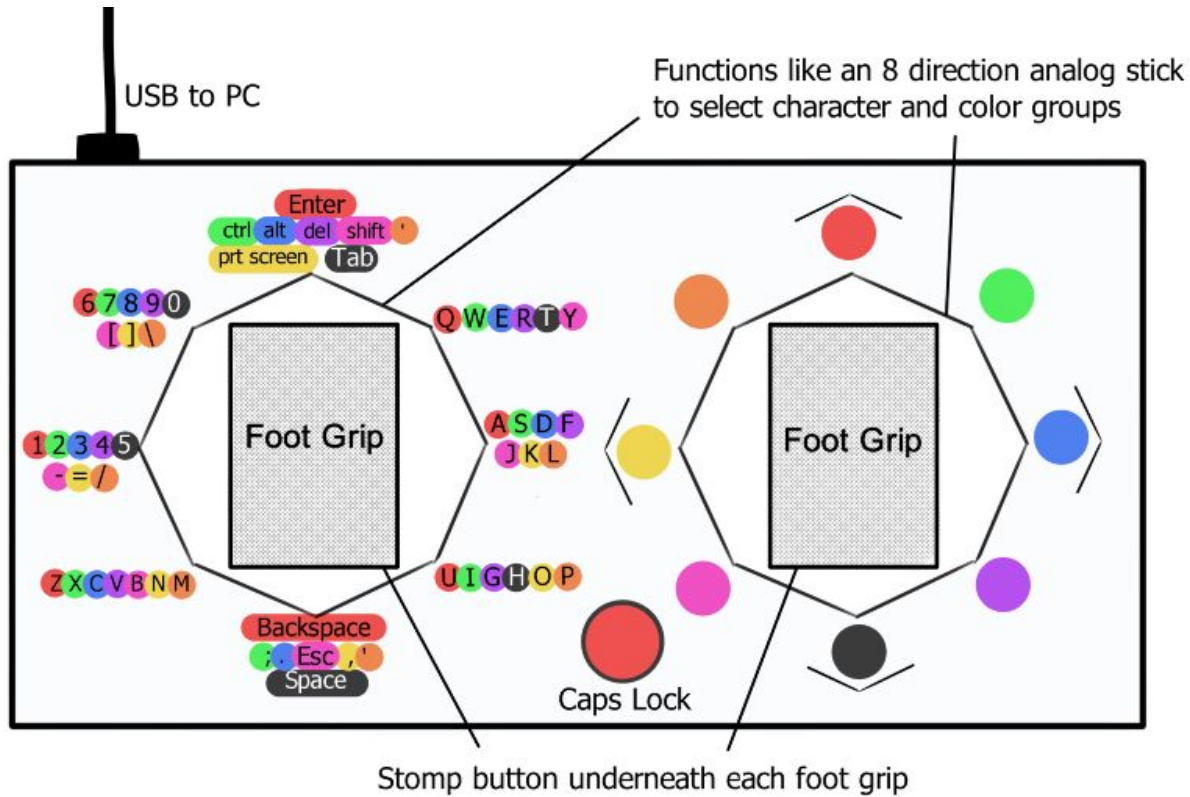 USB to PC
Functions like an 8 direction analog stick
to select character and color groups
Enter
ctrl alt del shift '
prt screen Tab
6 7 8 9 0
[ ] \
Q W E R T Y
1 2 3 4 5
- = /
Foot Grip
A S D F
J K L
Foot Grip
Z X C V B N M
U I G H O P
Backspace
; . Esc , '
Space
Caps Lock
Stomp button underneath each foot grip